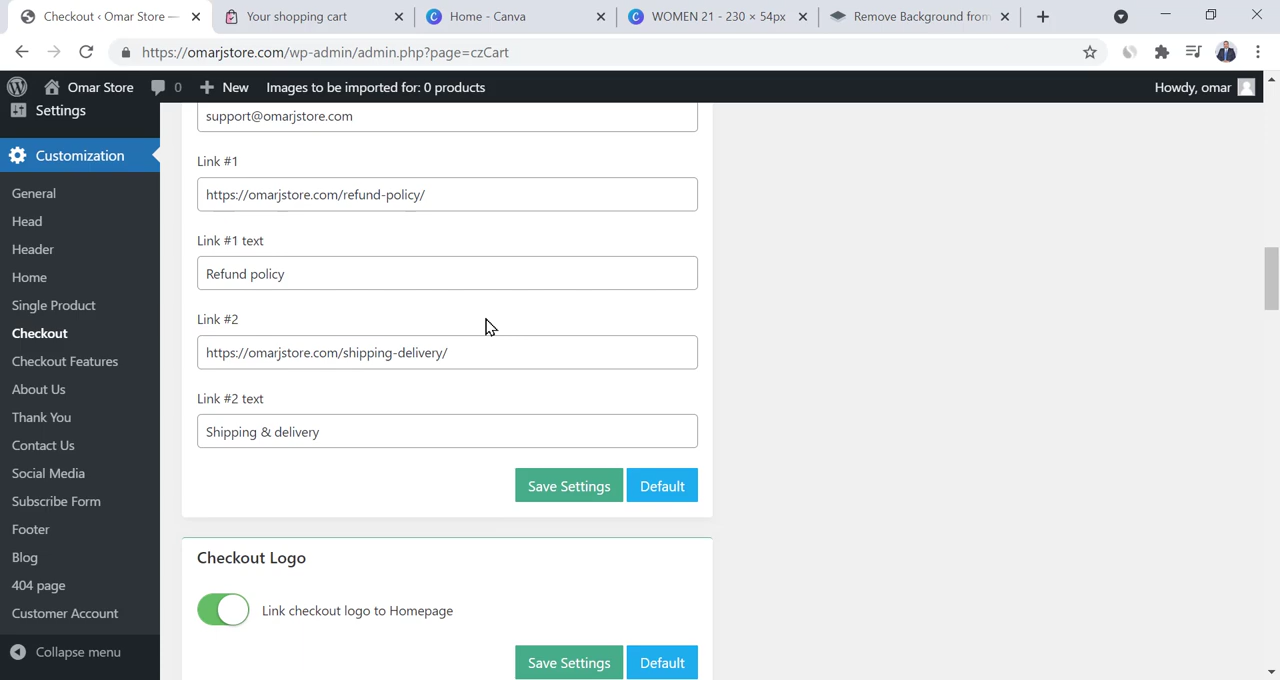 Checkout ‹ Omar Store —
Your shopping cart
Home - Canva
WOMEN 21 - 230 × 54px
Remove Background from
https://omarjstore.com/wp-admin/admin.php?page=czCart
Omar Store
0
New
Images to be imported for: 0 products
Howdy, omar
Settings
Customization
General
Head
Header
Home
Single Product
Checkout
Checkout Features
About Us
Thank You
Contact Us
Social Media
Subscribe Form
Footer
Blog
404 page
Customer Account
Collapse menu
support@omarjstore.com
Link #1
https://omarjstore.com/refund-policy/
Link #1 text
Refund policy
Link #2
https://omarjstore.com/shipping-delivery/
Link #2 text
Shipping & delivery
Save Settings
Default
Checkout Logo
Link checkout logo to Homepage
Save Settings
Default